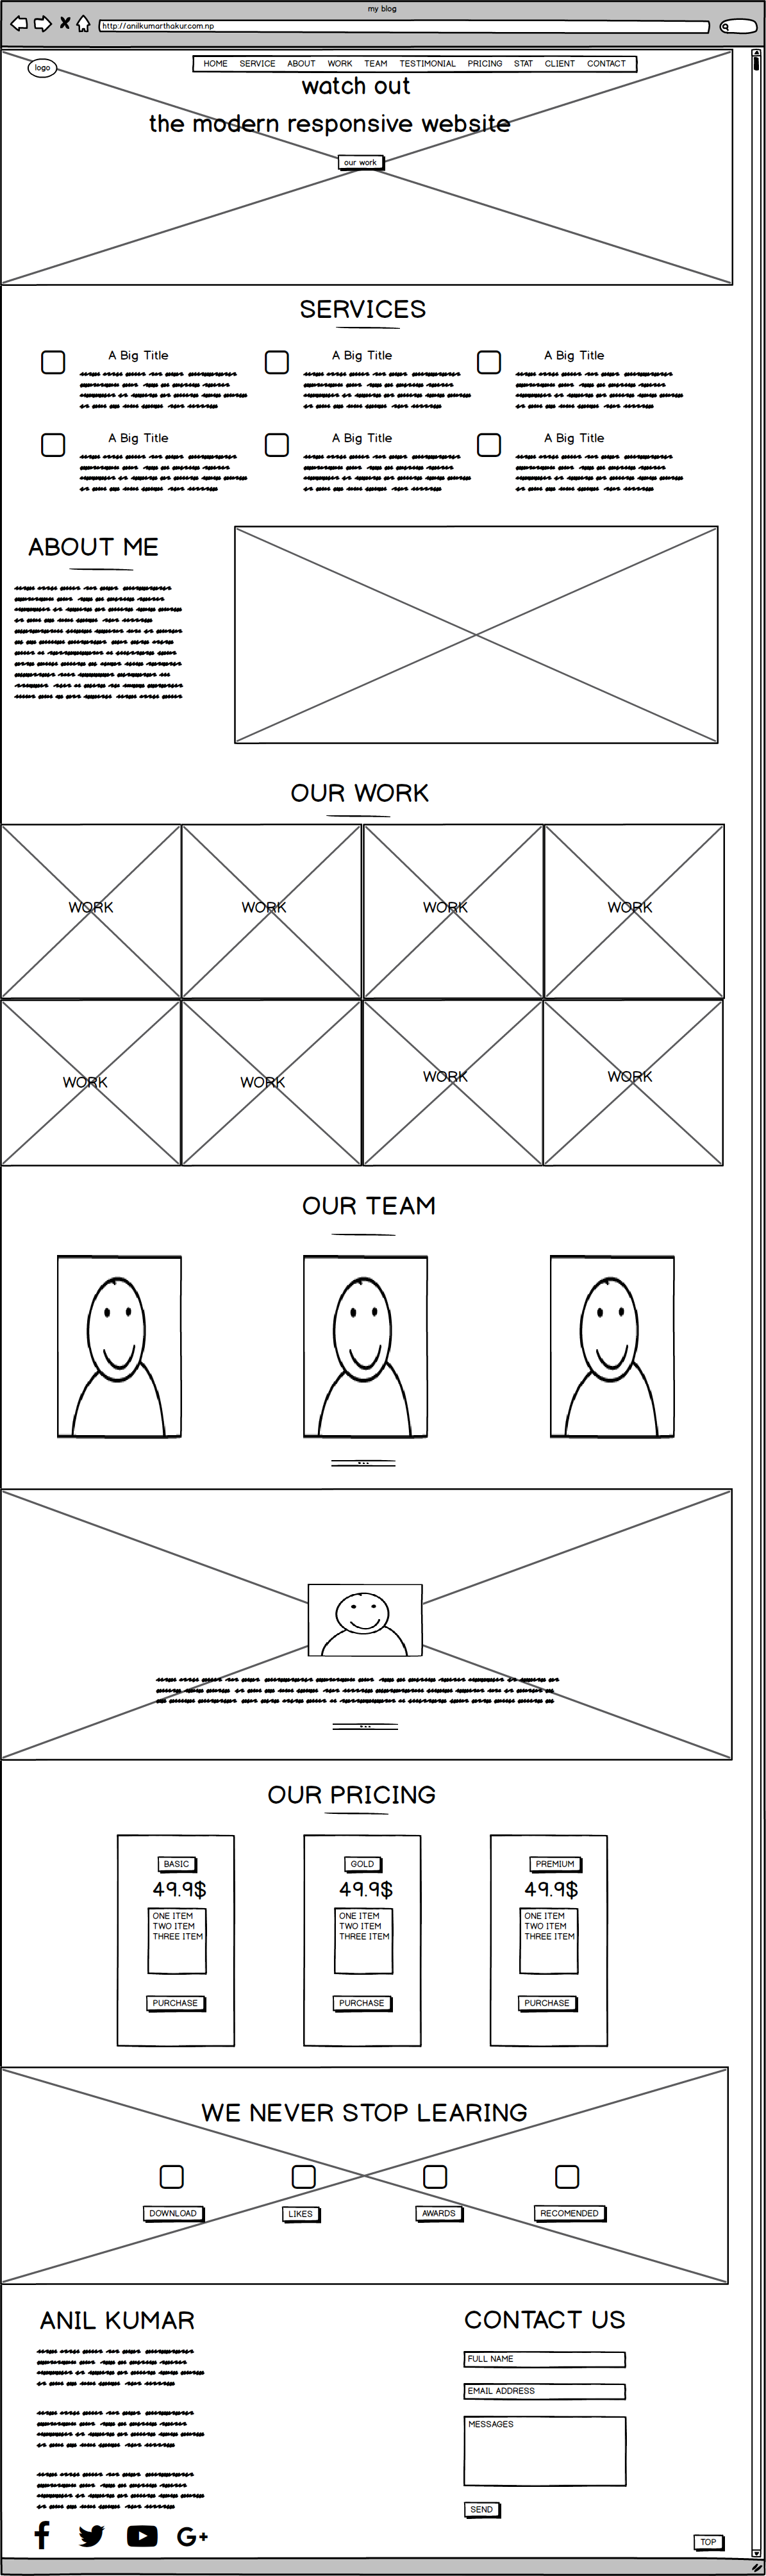 my blog
http://anilkumarthakur.com.np
logo
HOME SERVICE ABOUT WORK TEAM TESTIMONIAL PRICING STAT CLIENT CONTACT
watch out
the modern responsive website
our work
SERVICES
A Big Title A Big Title A Big Title
A Big Title A Big Title A Big Title
ABOUT ME
OUR WORK
WORK WORK WORK WORK
WORK WORK WORK WORK
OUR TEAM
OUR PRICING
BASIC
49.9$
ONE ITEM
TWO ITEM
THREE ITEM
PURCHASE
GOLD
49.9$
ONE ITEM
TWO ITEM
THREE ITEM
PURCHASE
PREMIUM
49.9$
ONE ITEM
TWO ITEM
THREE ITEM
PURCHASE
WE NEVER STOP LEARING
DOWNLOAD LIKES AWARDS RECOMENDED
ANIL KUMAR
CONTACT US
FULL NAME
EMAIL ADDRESS
MESSAGES
SEND
G+
TOP